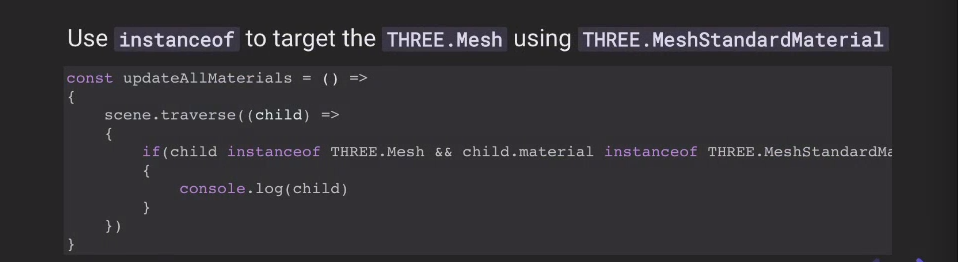 Use instanceof to target the THREE.Mesh using THREE.MeshStandardMaterial
const updateAllMaterials = () =>
{
    scene.traverse((child) =>
    {
        if(child instanceof THREE.Mesh && child.material instanceof THREE.MeshStandardMa
        {
            console.log(child)
        }
    })
}